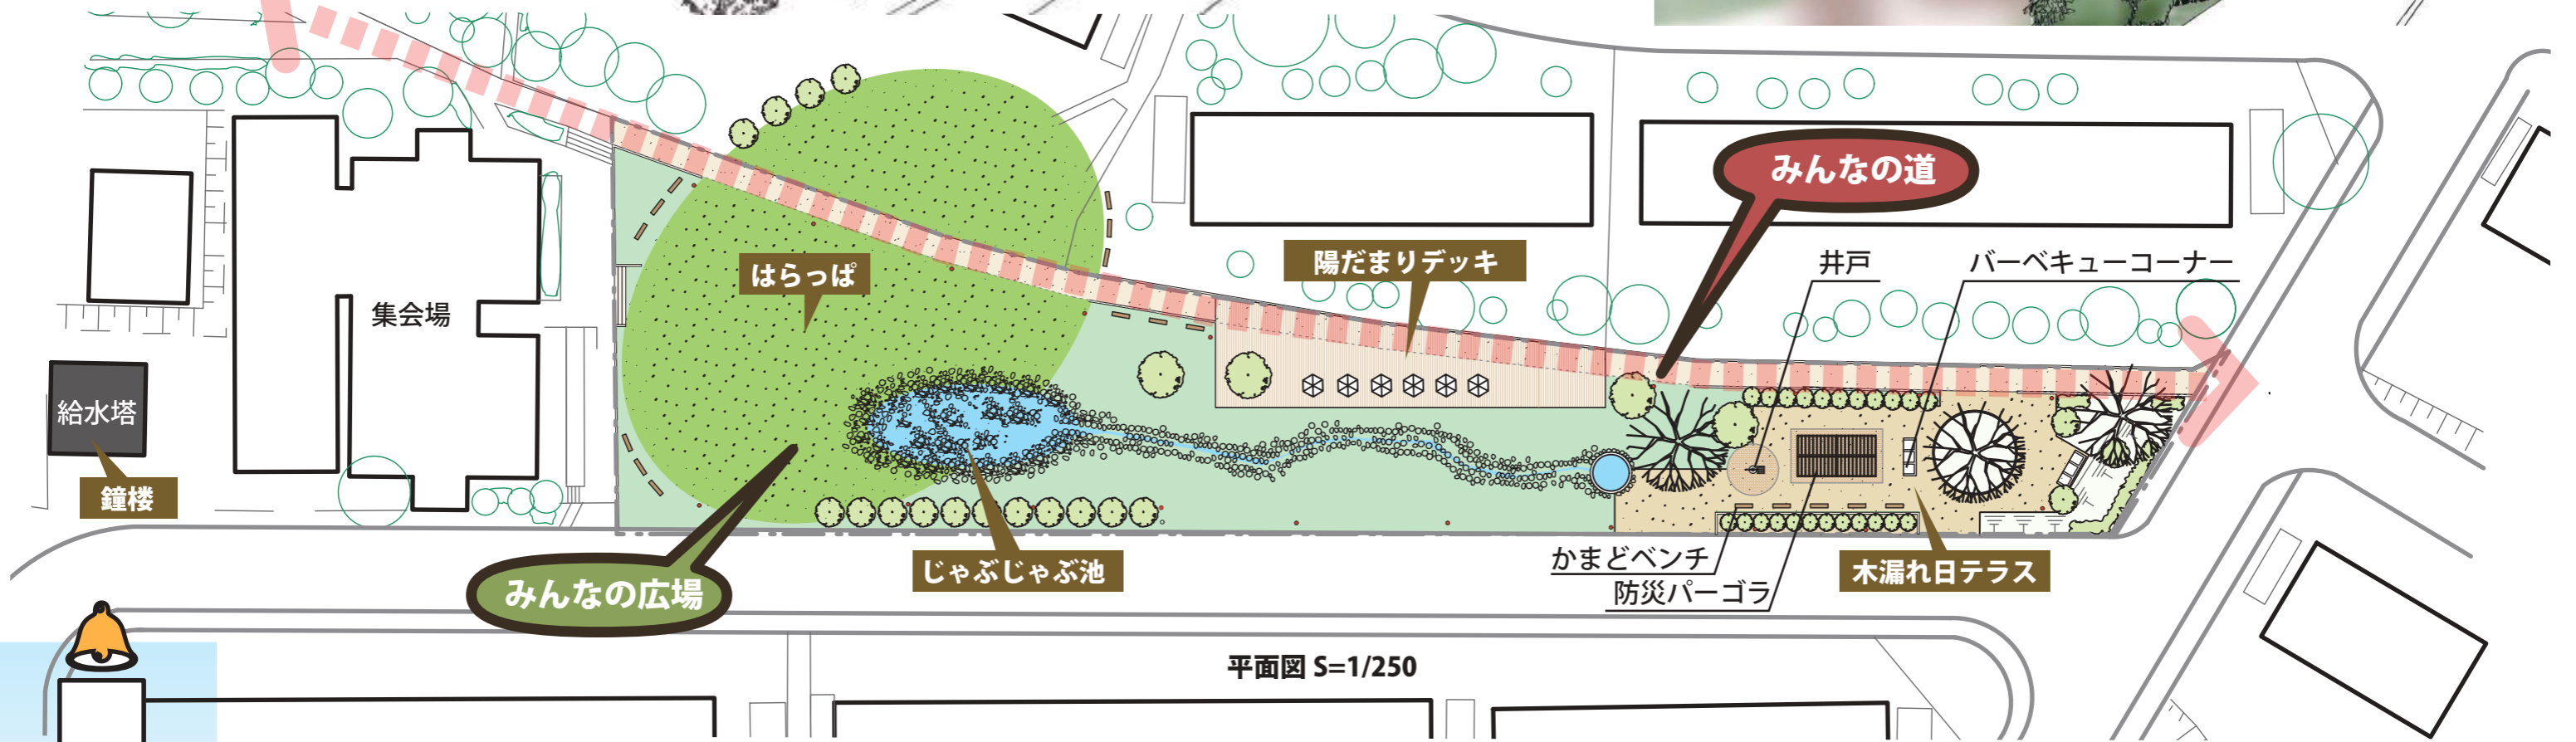 みんなの道
はらっぱ
陽だまりデッキ
井戸
バーベキューコーナー
集会場
給水塔
鐘楼
みんなの広場
じゃぶじゃぶ池
かまどベンチ
防災パーゴラ
木漏れ日テラス
平面図 S=1/250